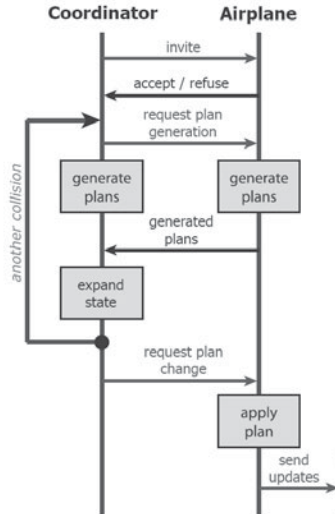 Coordinator Airplane
invite
accept / refuse
request plan
generation
another collision
generate
plans
generate
plans
generated
plans
expand
state
request plan
change
apply
plan
send
updates